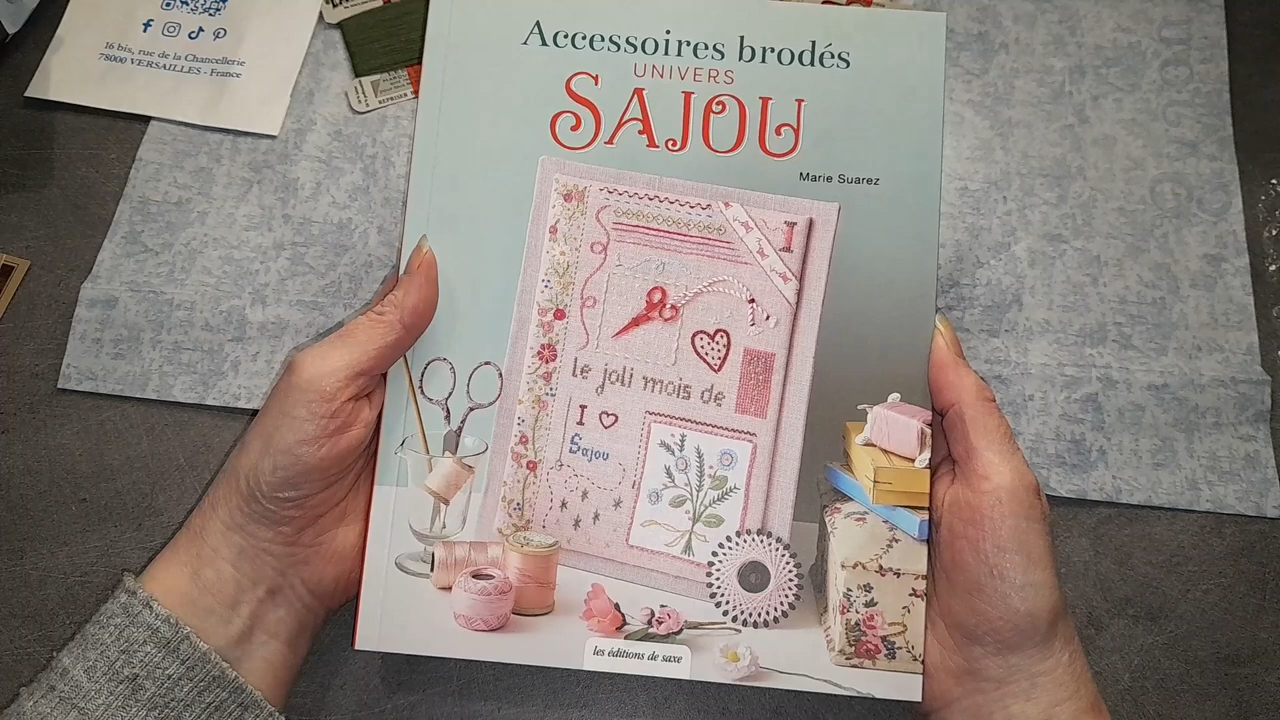 16 bis, rue de la Chancellerie
78000 VERSAILLES - France
Accessoires brodés
UNIVERS
SAJOU
Marie Suarez
le joli mois de
I
Sajou
les éditions de saxe